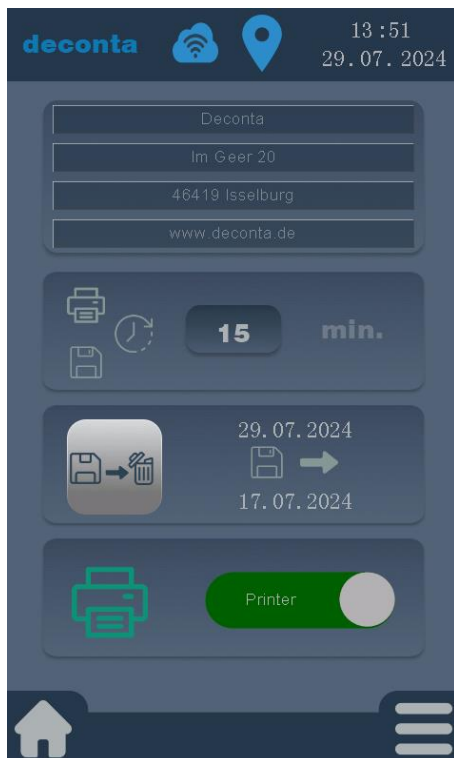 deconta
13:51
29.07.2024
Deconta
Im Geer 20
46419 Isselburg
www.deconta.de
15 min.
29.07.2024
17.07.2024
Printer